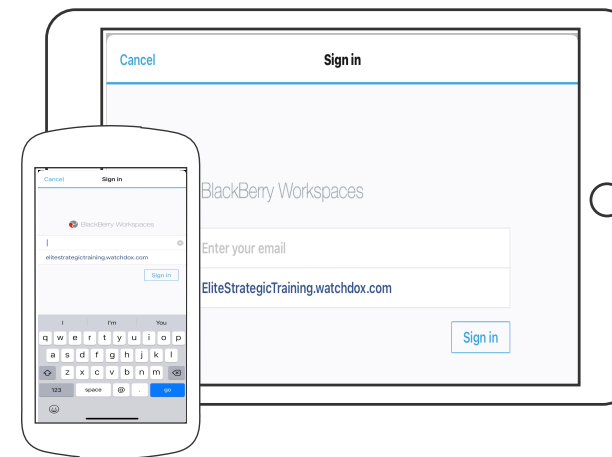 Cancel Sign in
BlackBerry Workspaces
Enter your email
EliteStrategicTraining.watchdox.com
Sign in
Cancel Sign in
BlackBerry Workspaces
elitestrategictraining.watchdox.com
Sign in
I I'm You
q w e r t y u i o p
a s d f g h j k l
z x c v b n m
123 space @ . go